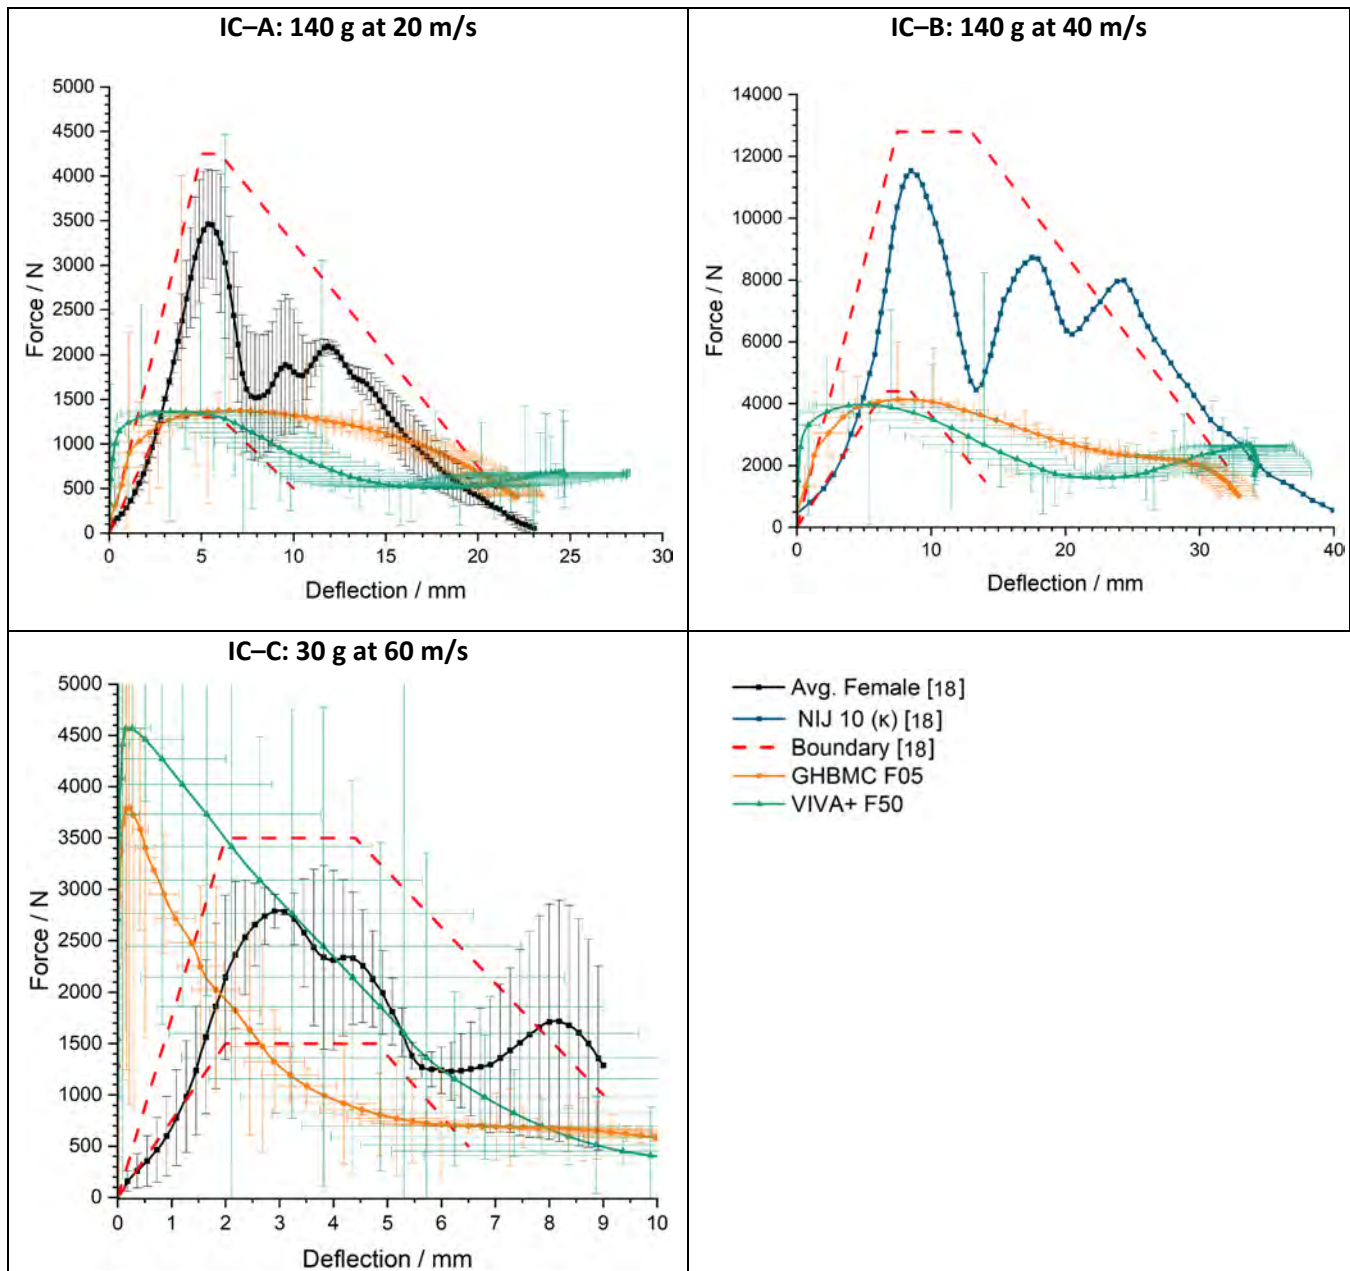 IC–A: 140 g at 20 m/s
5000
4500
4000
3500
3000
2500
2000
1500
1000
500
0
Force / N
0 5 10 15 20 25 30
Deflection / mm
IC–B: 140 g at 40 m/s
14000
12000
10000
8000
6000
4000
2000
0
Force / N
0 10 20 30 40
Deflection / mm
IC–C: 30 g at 60 m/s
5000
4500
4000
3500
3000
2500
2000
1500
1000
500
0
Force / N
0 1 2 3 4 5 6 7 8 9 10
Deflection / mm
Avg. Female [18]
NIJ 10 (κ) [18]
Boundary [18]
GHBMC F05
VIVA+ F50